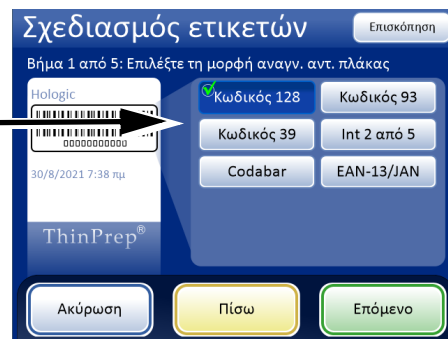 Σχεδιασμός ετικετών
Επισκόπηση
Βήμα 1 από 5: Επιλέξτε τη μορφή αναγν. αντ. πλάκας
Hologic
00000000000
30/8/2021 7:38 πμ
ThinPrep®
Κωδικός 128
Κωδικός 93
Κωδικός 39
Int 2 από 5
Codabar
EAN-13/JAN
Ακύρωση
Πίσω
Επόμενο